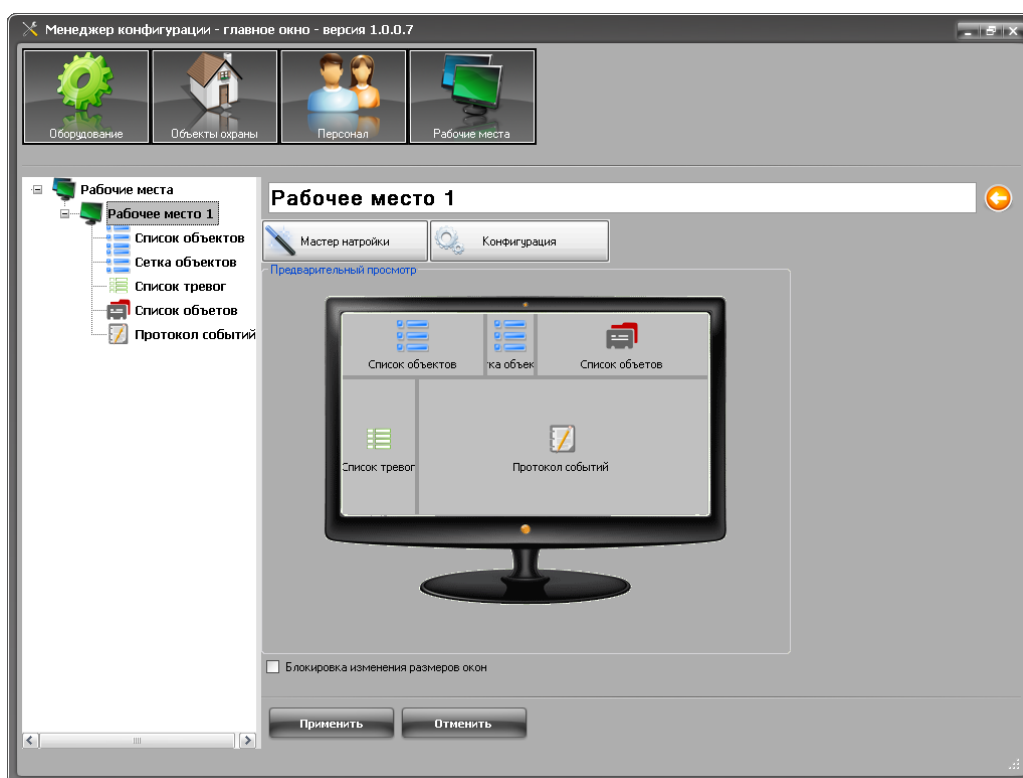 Менеджер конфигурации - главное окно - версия 1.0.0.7
Оборудование
Объекты охраны
Персонал
Рабочие места
Рабочие места
Рабочее место 1
Список объектов
Сетка объектов
Список тревог
Список объетов
Протокол событий
Рабочее место 1
Мастер натройки
Конфигурация
Предварительный просмотр
Список объектов
тка объек
Список объетов
Список тревог
Протокол событий
Блокировка изменения размеров окон
Применить
Отменить